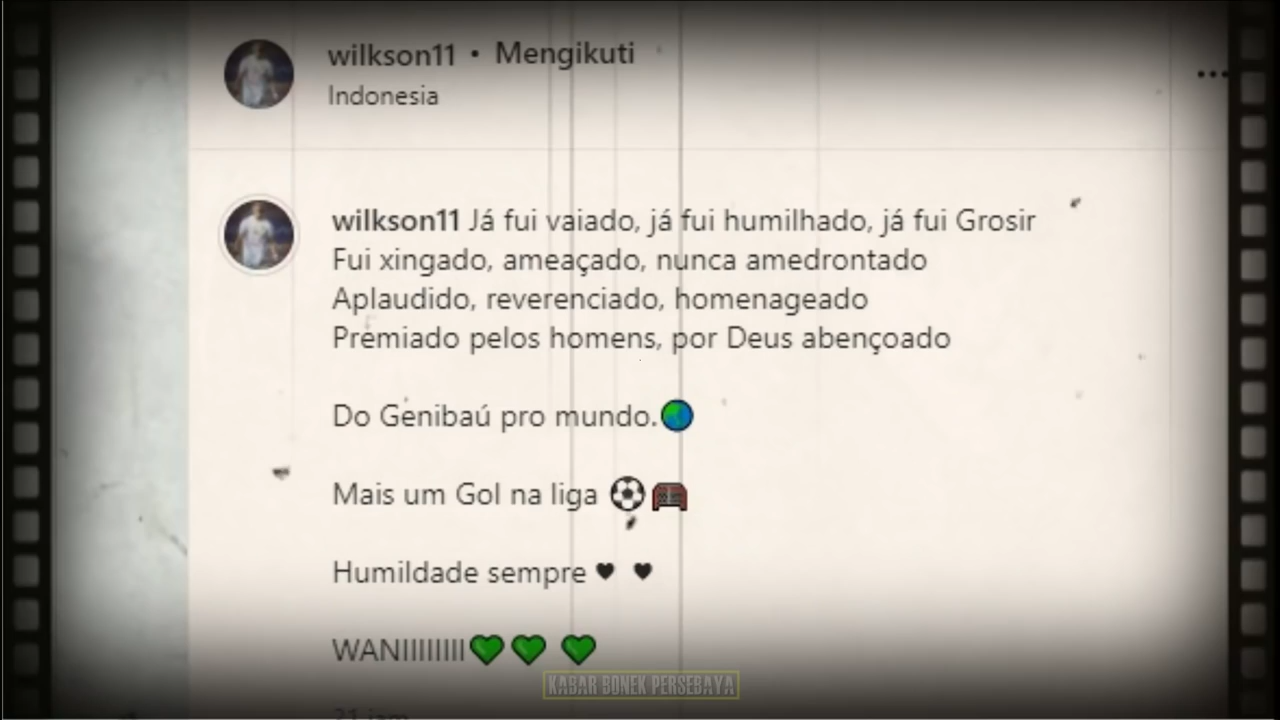 wilkson11 • Mengikuti
Indonesia
wilkson11 Já fui vaiado, já fui humilhado, já fui Grosir
Fui xingado, ameaçado, nunca amedrontado
Aplaudido, reverenciado, homenageado
Premiado pelos homens, por Deus abençoado
Do Genibaú pro mundo.🌏
Mais um Gol na liga ⚽🥅
Humildade sempre ♥ ♥
WANIIIIIIII💚💚 💚
KABAR BONEK PERSEBAYA
21 jam